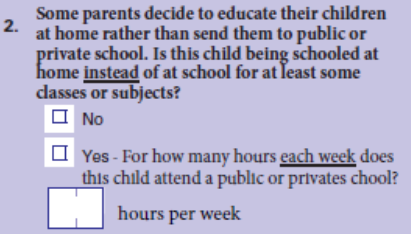 2. Some parents decide to educate their children
at home rather than send them to public or
private school. Is this child being schooled at
home instead of at school for at least some
classes or subjects?
No
Yes - For how many hours each week does
this child attend a public or privates chool?
hours per week